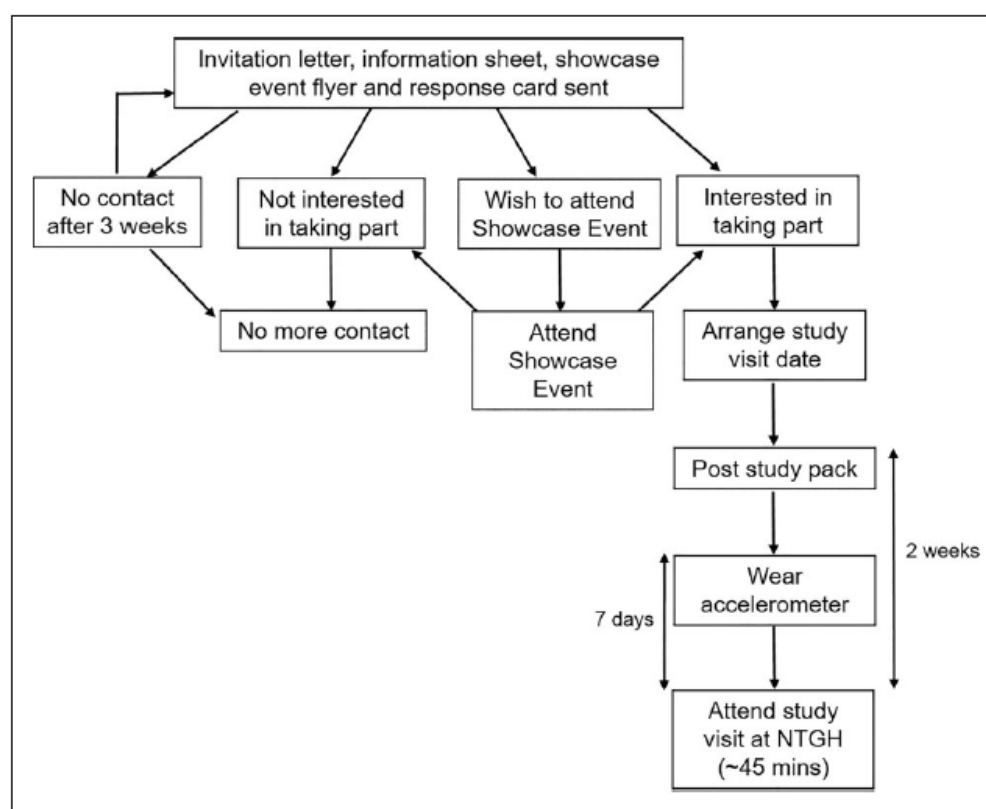 Invitation letter, information sheet, showcase
event flyer and response card sent
No contact
after 3 weeks
Not interested
in taking part
Wish to attend
Showcase Event
Interested in
taking part
No more contact
Attend
Showcase
Event
Arrange study
visit date
Post study pack
2 weeks
Wear
accelerometer
7 days
Attend study
visit at NTGH
(~45 mins)